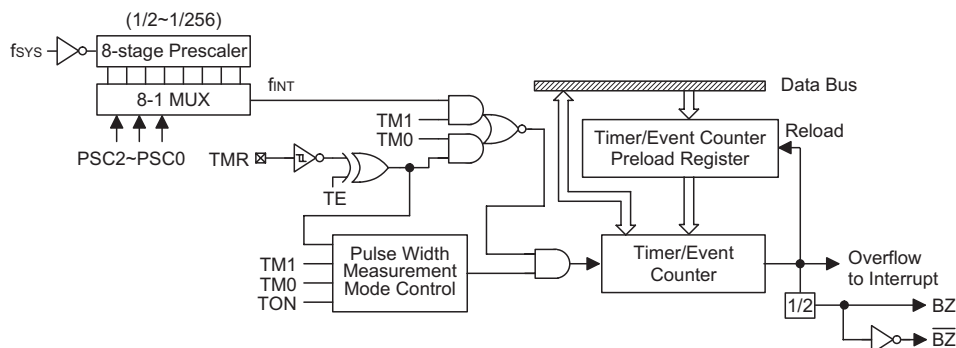 (1/2~1/256)
fSYS
8-stage Prescaler
8-1 MUX
fINT
PSC2~PSC0
TMR
TE
TM1
TM0
TM1
TM0
TON
Pulse Width
Measurement
Mode Control
Data Bus
Timer/Event Counter
Preload Register
Reload
Timer/Event
Counter
Overflow
to Interrupt
1/2
BZ
B̅Z̅